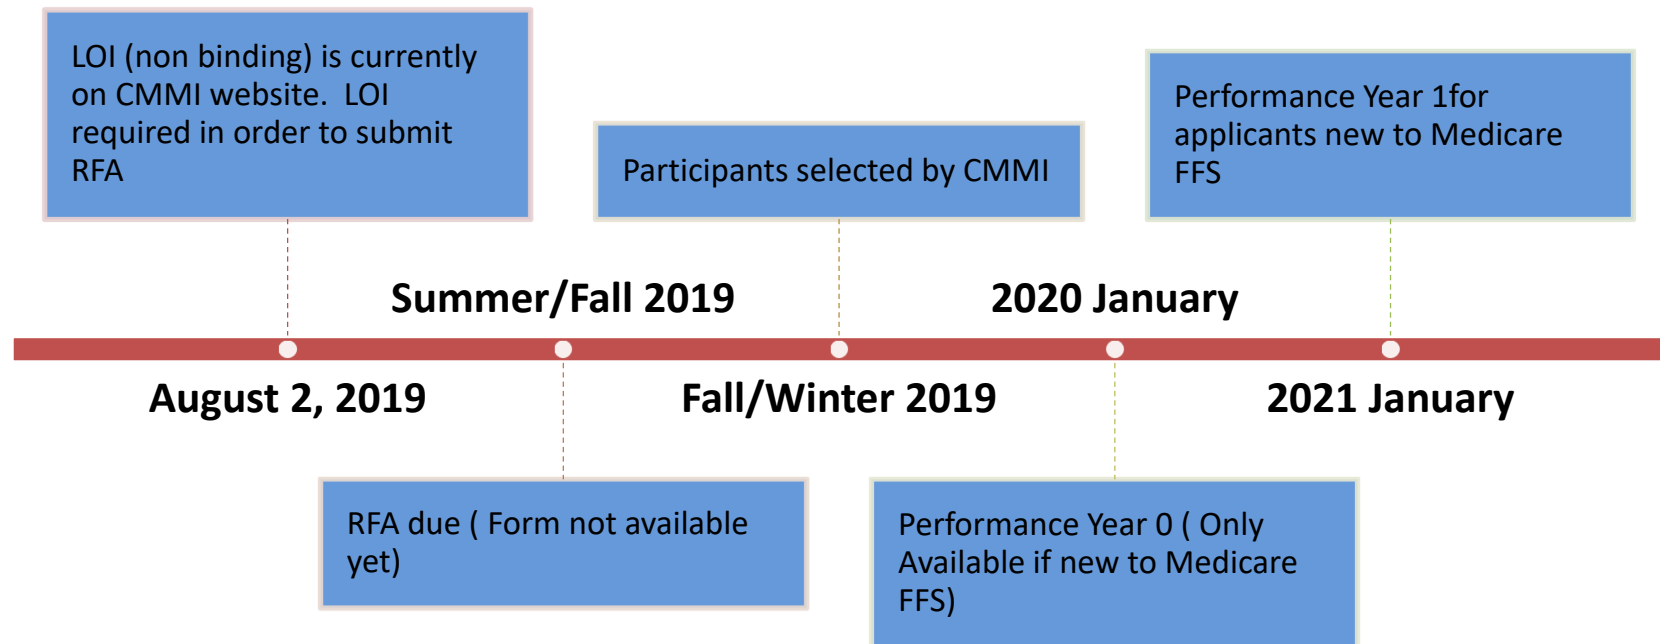 LOI (non binding) is currently
on CMMI website.  LOI
required in order to submit
RFA
Participants selected by CMMI
Performance Year 1for
applicants new to Medicare
FFS
Summer/Fall 2019
2020 January
August 2, 2019
Fall/Winter 2019
2021 January
RFA due ( Form not available
yet)
Performance Year 0 ( Only
Available if new to Medicare
FFS)